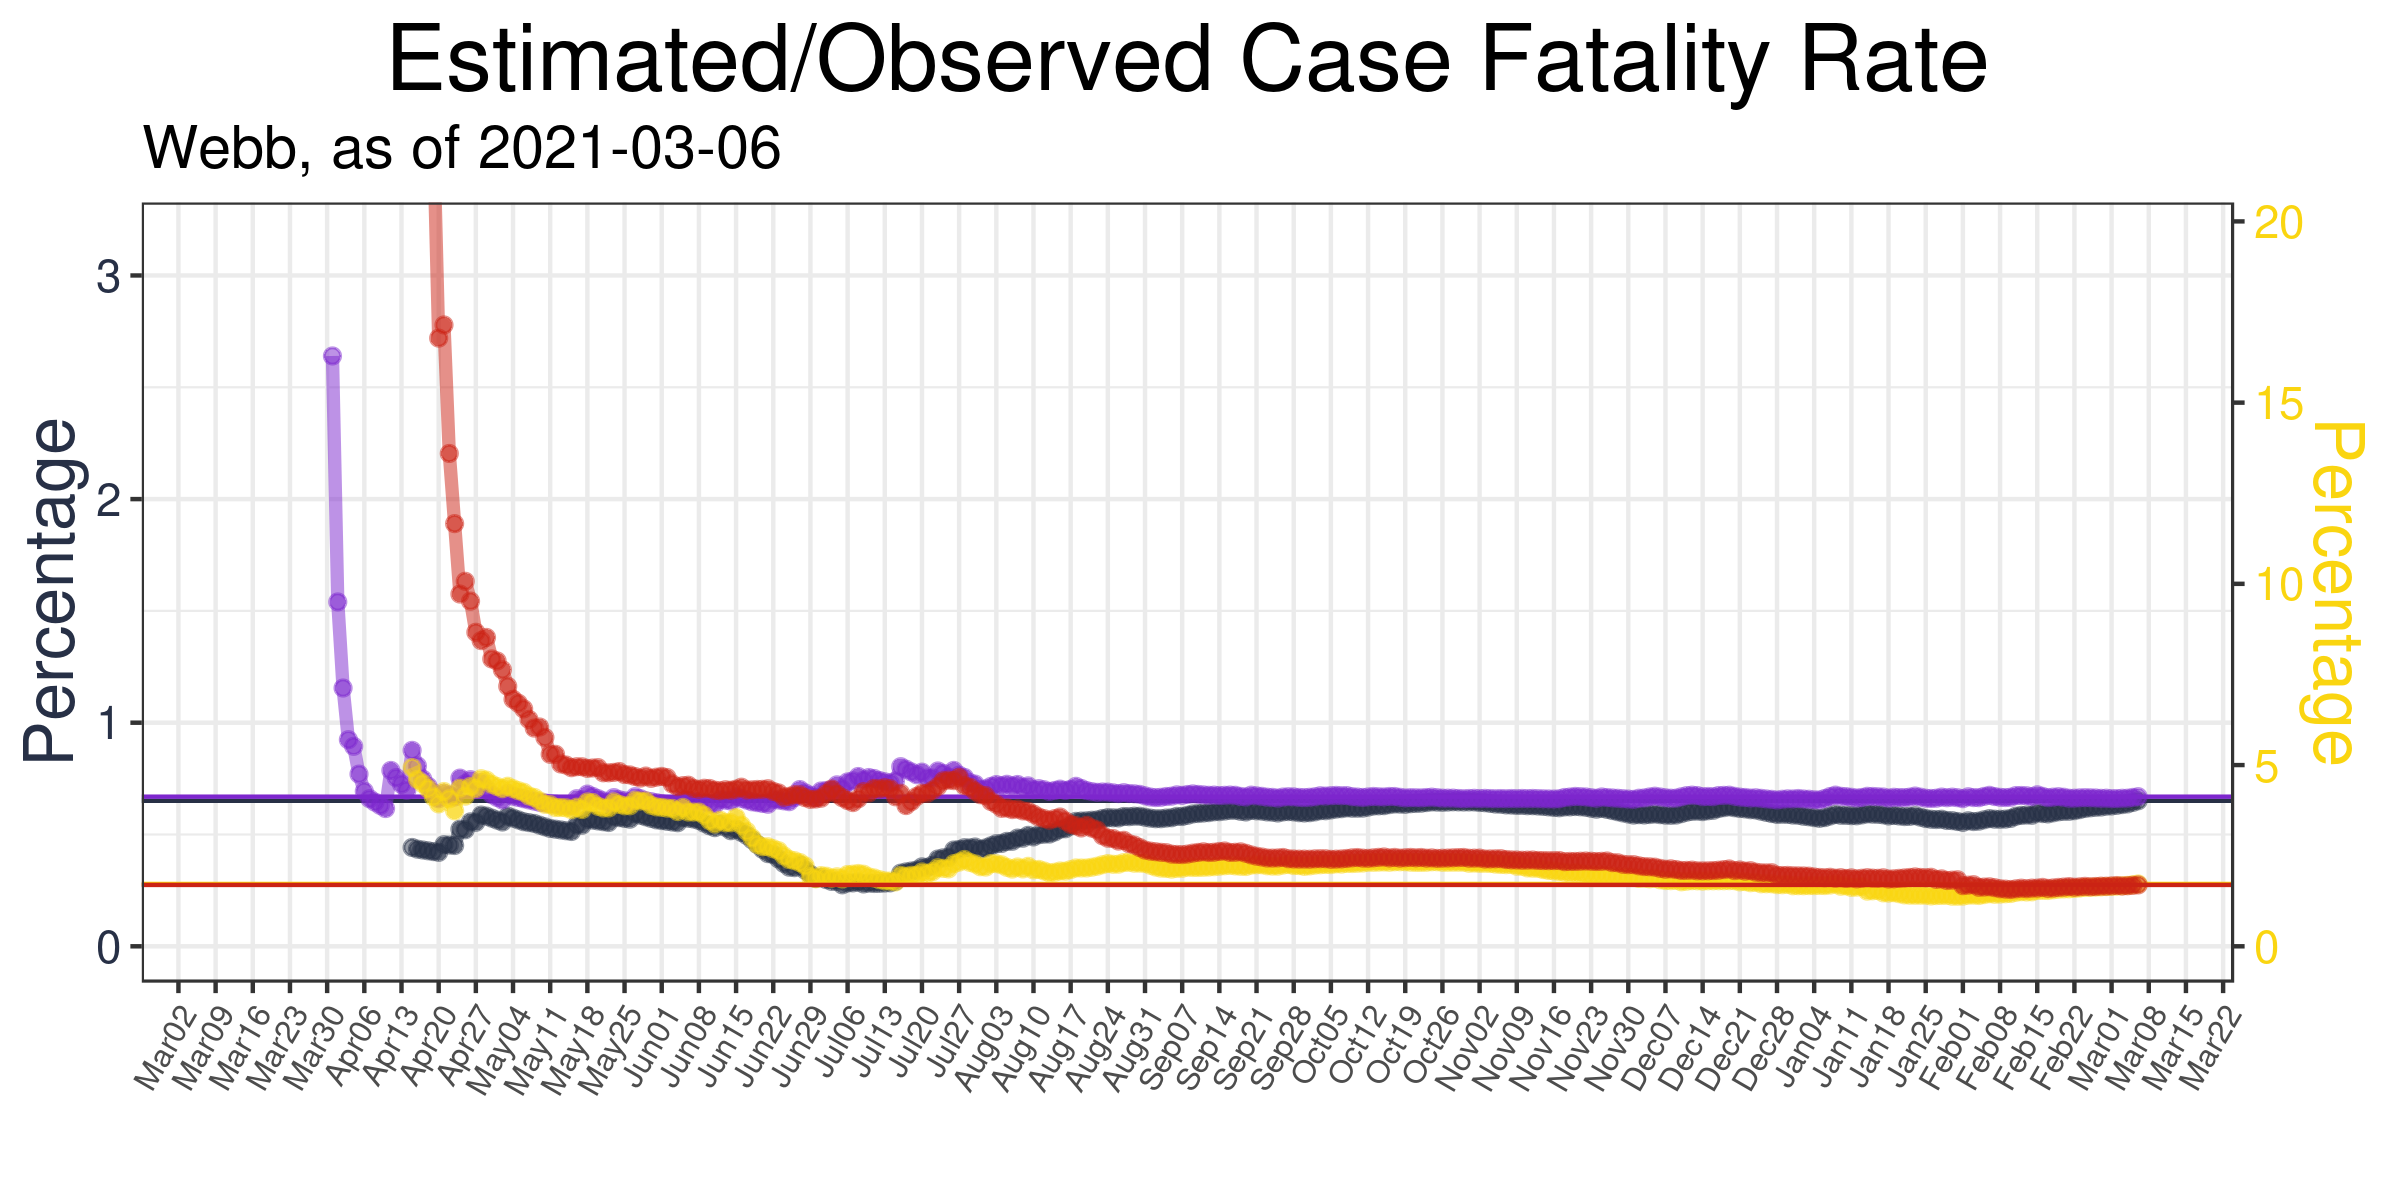 Estimated/Observed Case Fatality Rate
Webb, as of 2021-03-06
Percentage
3
2
1
0
20
15
10
5
0
Percentage
Mar02
Mar09
Mar16
Mar23
Mar30
Apr06
Apr13
Apr20
Apr27
May04
May11
May18
May25
Jun01
Jun08
Jun15
Jun22
Jun29
Jul06
Jul13
Jul20
Jul27
Aug03
Aug10
Aug17
Aug24
Aug31
Sep07
Sep14
Sep21
Sep28
Oct05
Oct12
Oct19
Oct26
Nov02
Nov09
Nov16
Nov23
Nov30
Dec07
Dec14
Dec21
Dec28
Jan04
Jan11
Jan18
Jan25
Feb01
Feb08
Feb15
Feb22
Mar01
Mar08
Mar15
Mar22